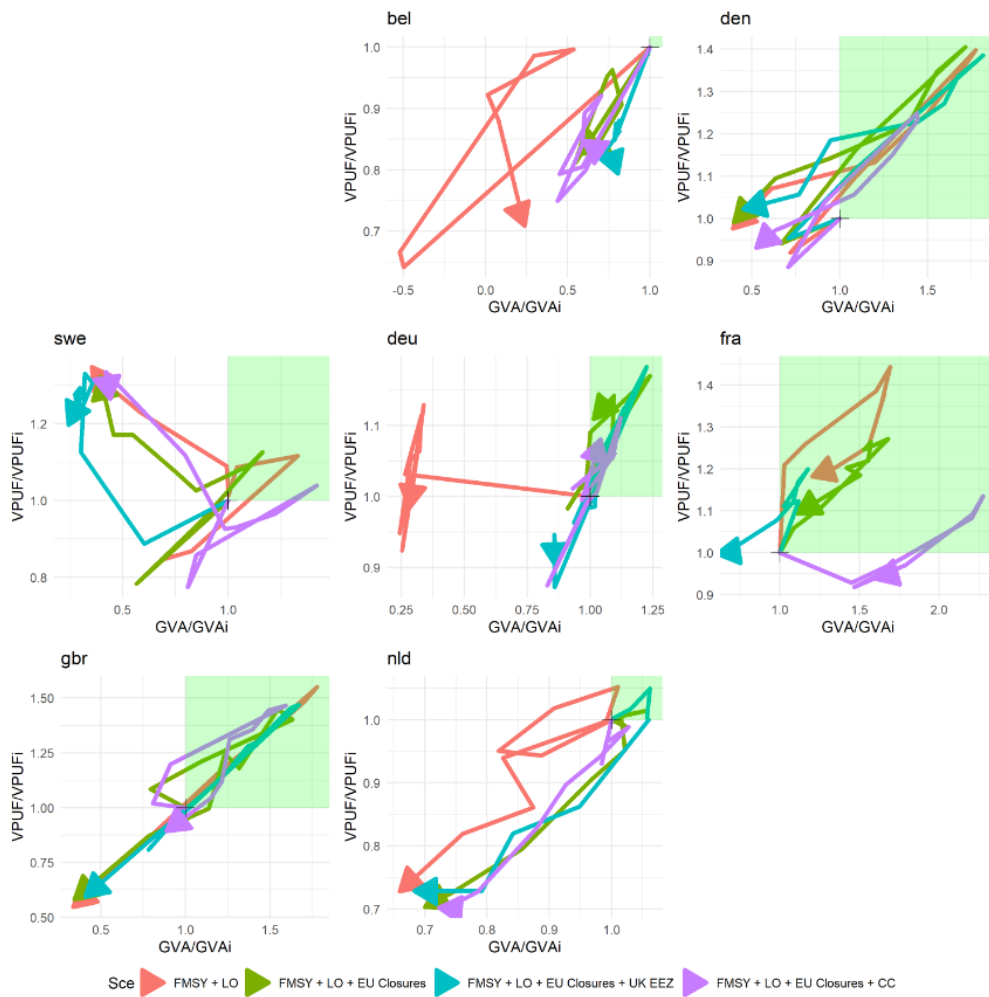 bel
den
VPUF/VPUFi
1.0
0.9
0.8
0.7
-0.5
0.0
0.5
1.0
GVA/GVAi
VPUF/VPUFi
1.4
1.3
1.2
1.1
1.0
0.9
0.5
1.0
1.5
GVA/GVAi
swe
deu
fra
VPUF/VPUFi
1.2
1.0
0.8
0.5
1.0
GVA/GVAi
VPUF/VPUFi
1.1
1.0
0.9
0.25
0.50
0.75
1.00
1.25
GVA/GVAi
VPUF/VPUFi
1.4
1.3
1.2
1.1
1.0
0.9
1.0
1.5
2.0
GVA/GVAi
gbr
nld
VPUF/VPUFi
1.50
1.25
1.00
0.75
0.50
0.5
1.0
1.5
GVA/GVAi
VPUF/VPUFi
1.0
0.9
0.8
0.7
0.7
0.8
0.9
1.0
GVA/GVAi
Sce FMSY + LO FMSY + LO + EU Closures FMSY + LO + EU Closures + UK EEZ FMSY + LO + EU Closures + CC